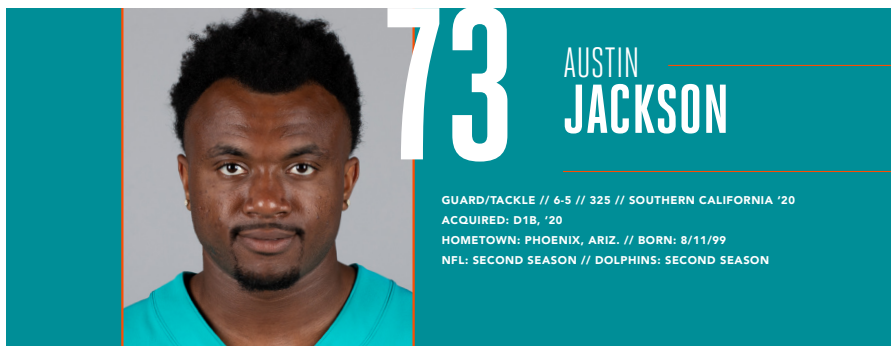 73
AUSTIN
JACKSON
GUARD/TACKLE // 6-5 // 325 // SOUTHERN CALIFORNIA ‘20
ACQUIRED: D1B, ‘20
HOMETOWN: PHOENIX, ARIZ. // BORN: 8/11/99
NFL: SECOND SEASON // DOLPHINS: SECOND SEASON